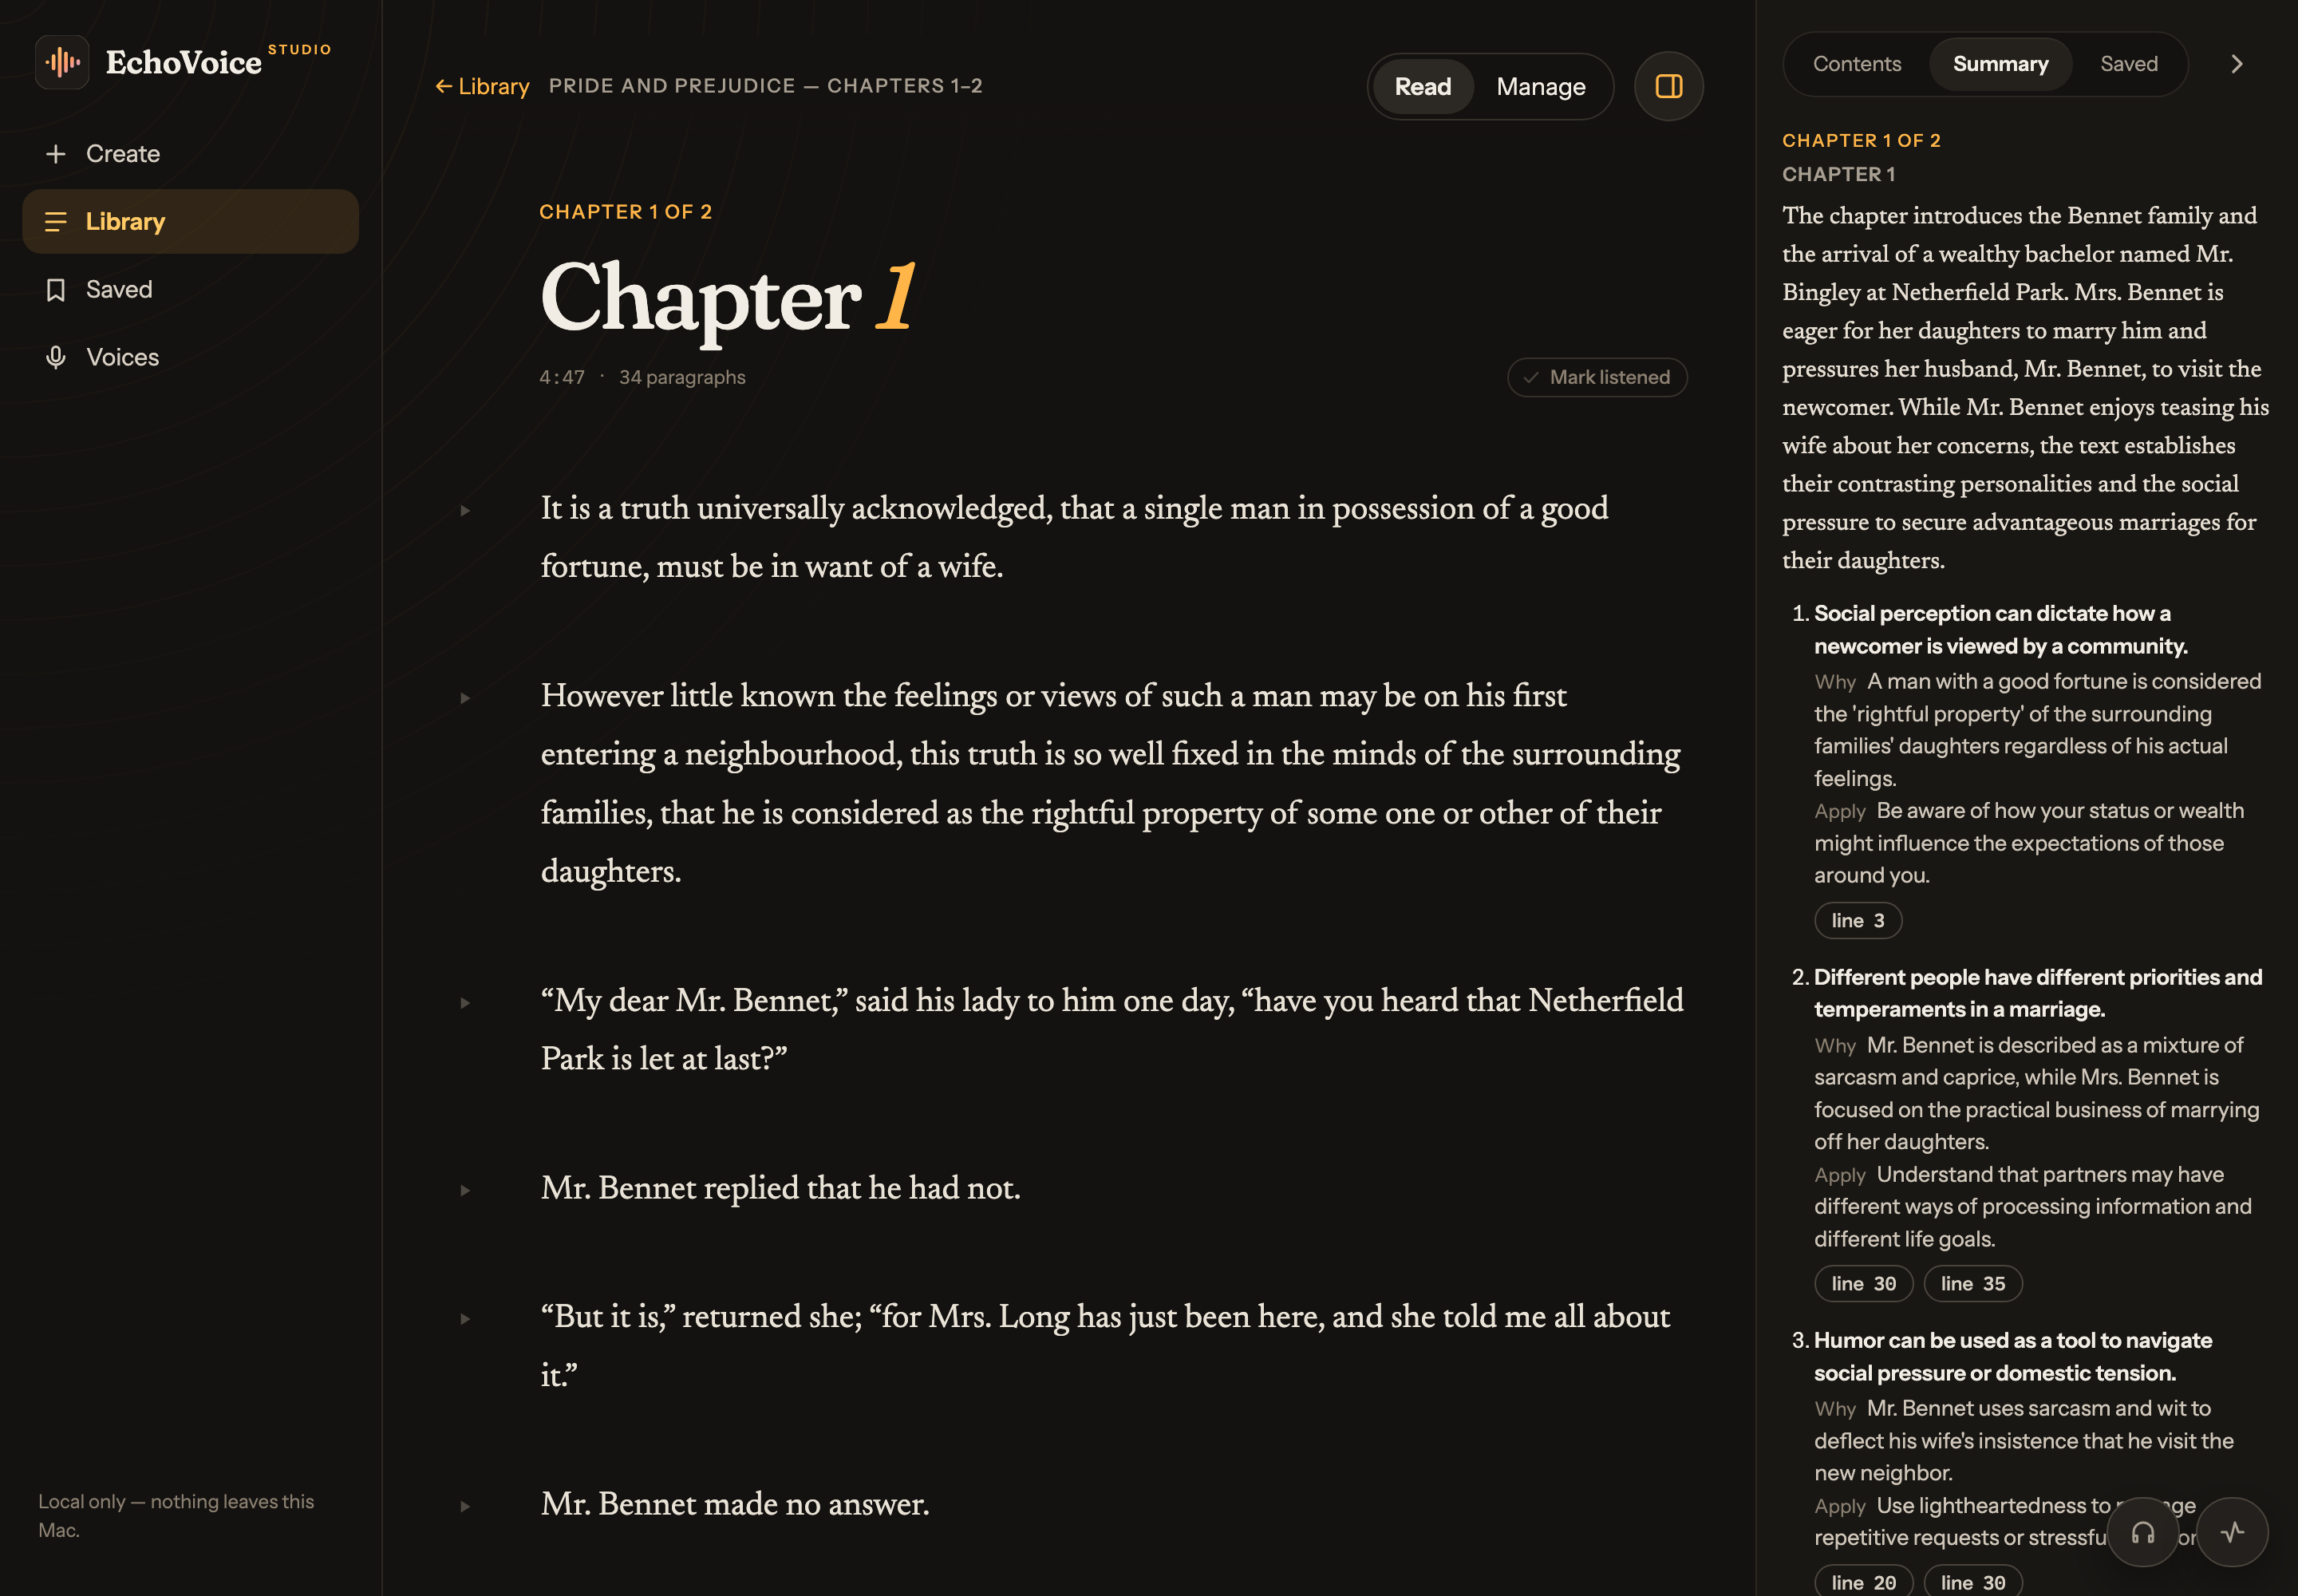 EchoVoice STUDIO
Create
Library
Saved
Voices
Local only — nothing leaves this
Mac.
← Library PRIDE AND PREJUDICE — CHAPTERS 1–2
Read Manage
CHAPTER 1 OF 2
Chapter 1
4:47 · 34 paragraphs
Mark listened
It is a truth universally acknowledged, that a single man in possession of a good
fortune, must be in want of a wife.
However little known the feelings or views of such a man may be on his first
entering a neighbourhood, this truth is so well fixed in the minds of the surrounding
families, that he is considered as the rightful property of some one or other of their
daughters.
“My dear Mr. Bennet,” said his lady to him one day, “have you heard that Netherfield
Park is let at last?”
Mr. Bennet replied that he had not.
“But it is,” returned she; “for Mrs. Long has just been here, and she told me all about
it.”
Mr. Bennet made no answer.
Contents Summary Saved
CHAPTER 1 OF 2
CHAPTER 1
The chapter introduces the Bennet family and
the arrival of a wealthy bachelor named Mr.
Bingley at Netherfield Park. Mrs. Bennet is
eager for her daughters to marry him and
pressures her husband, Mr. Bennet, to visit the
newcomer. While Mr. Bennet enjoys teasing his
wife about her concerns, the text establishes
their contrasting personalities and the social
pressure to secure advantageous marriages for
their daughters.
1. Social perception can dictate how a
newcomer is viewed by a community.
Why A man with a good fortune is considered
the 'rightful property' of the surrounding
families' daughters regardless of his actual
feelings.
Apply Be aware of how your status or wealth
might influence the expectations of those
around you.
line 3
2. Different people have different priorities and
temperaments in a marriage.
Why Mr. Bennet is described as a mixture of
sarcasm and caprice, while Mrs. Bennet is
focused on the practical business of marrying
off her daughters.
Apply Understand that partners may have
different ways of processing information and
different life goals.
line 30 line 35
3. Humor can be used as a tool to navigate
social pressure or domestic tension.
Why Mr. Bennet uses sarcasm and wit to
deflect his wife's insistence that he visit the
new neighbor.
Apply Use lightheartedness to
repetitive requests or
line 20 line 30